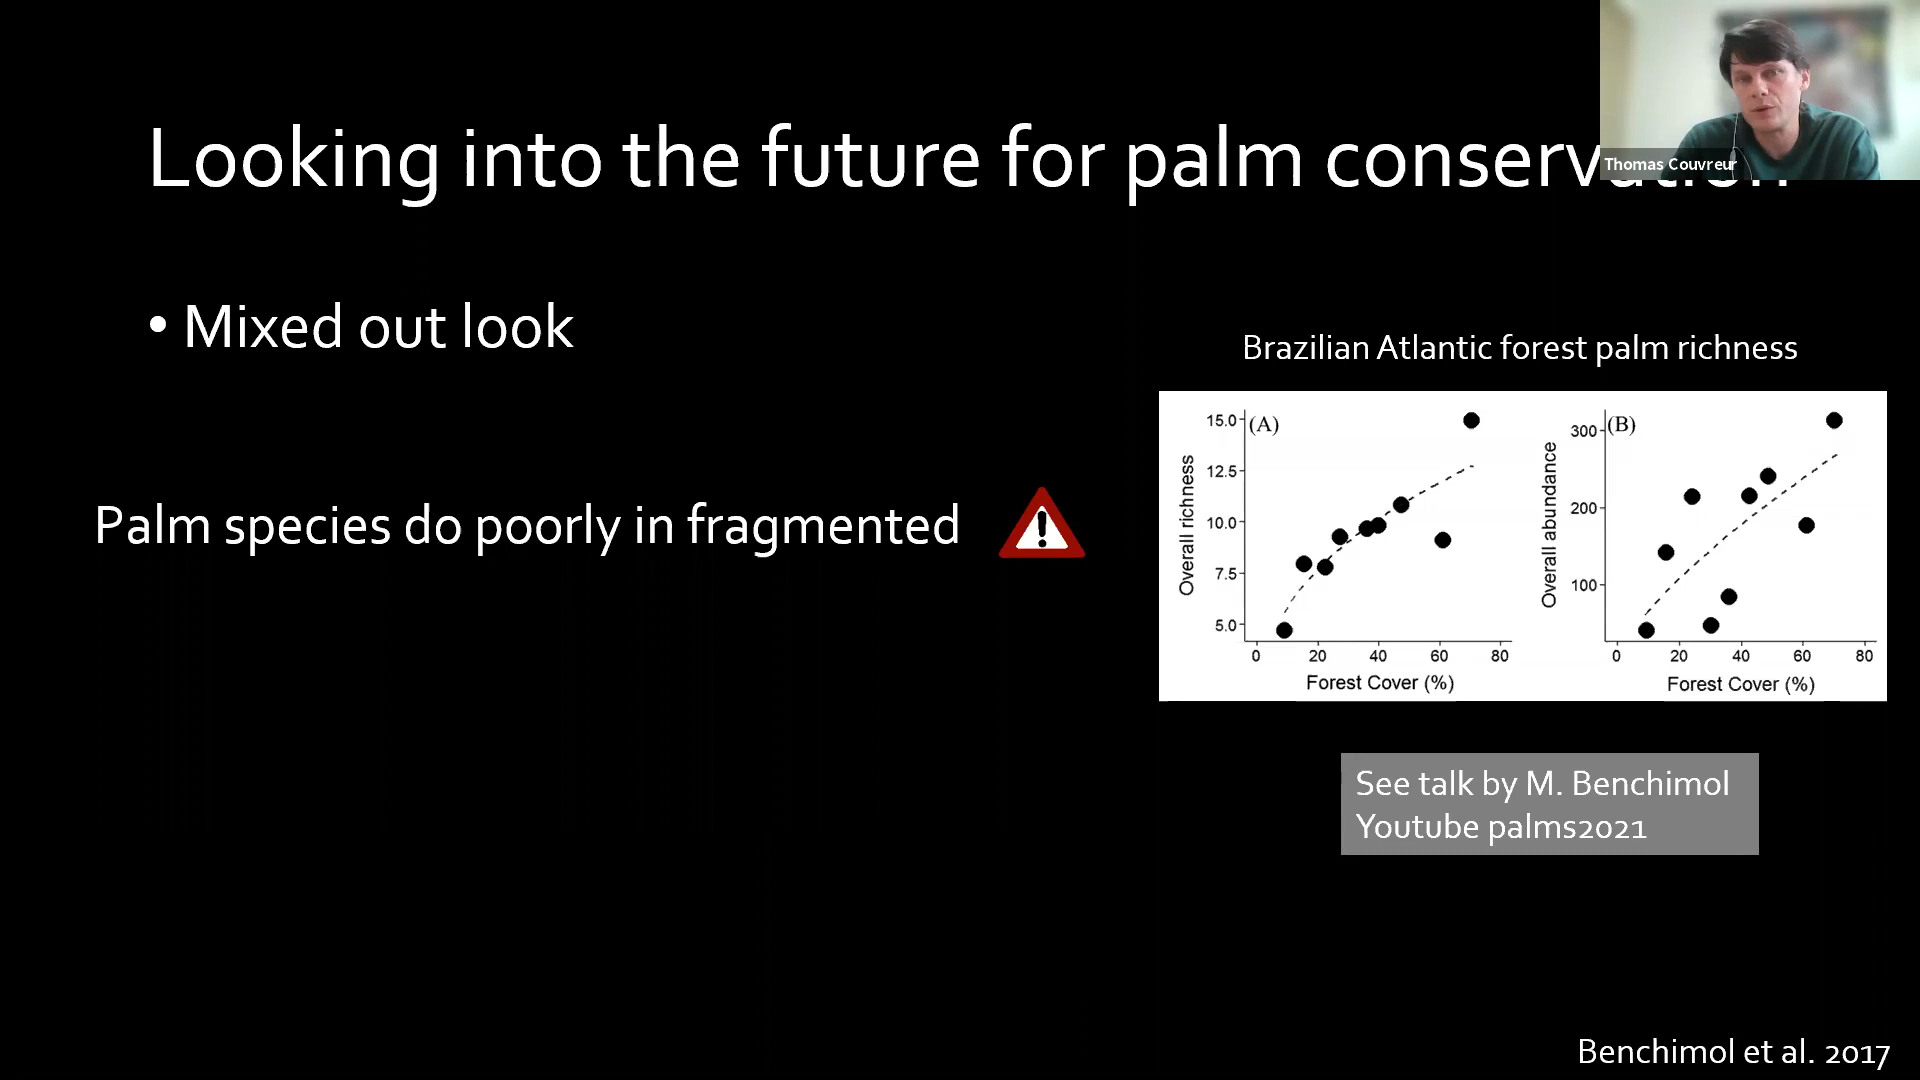 Looking into the future for palm conservation
Thomas Couvreur
• Mixed out look
Brazilian Atlantic forest palm richness
Palm species do poorly in fragmented
(A)
Overall richness
15.0
12.5
10.0
7.5
5.0
0 20 40 60 80
Forest Cover (%)
(B)
Overall abundance
300
200
100
0 20 40 60 80
Forest Cover (%)
See talk by M. Benchimol
Youtube palms2021
Benchimol et al. 2017